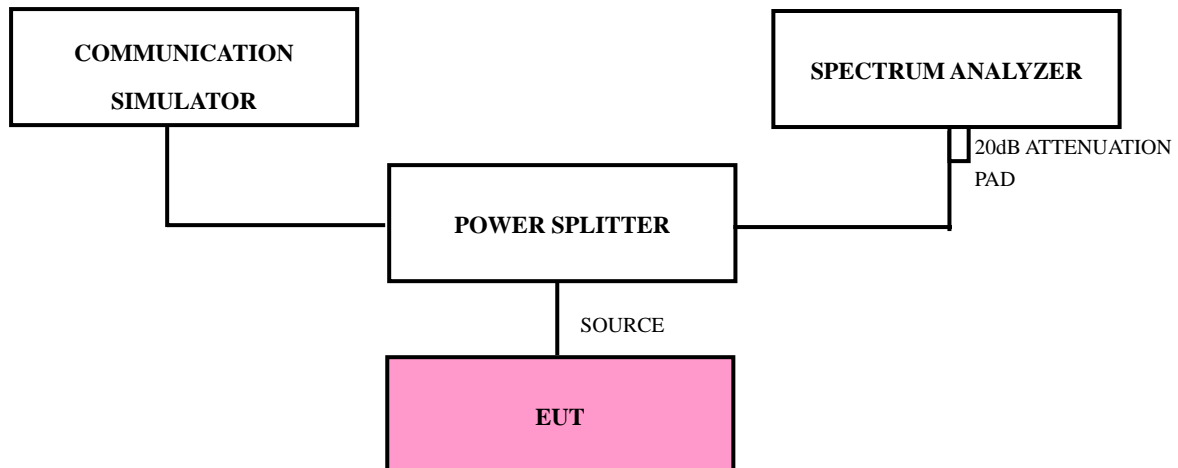 COMMUNICATION
SIMULATOR
SPECTRUM ANALYZER
20dB ATTENUATION
PAD
POWER SPLITTER
SOURCE
EUT